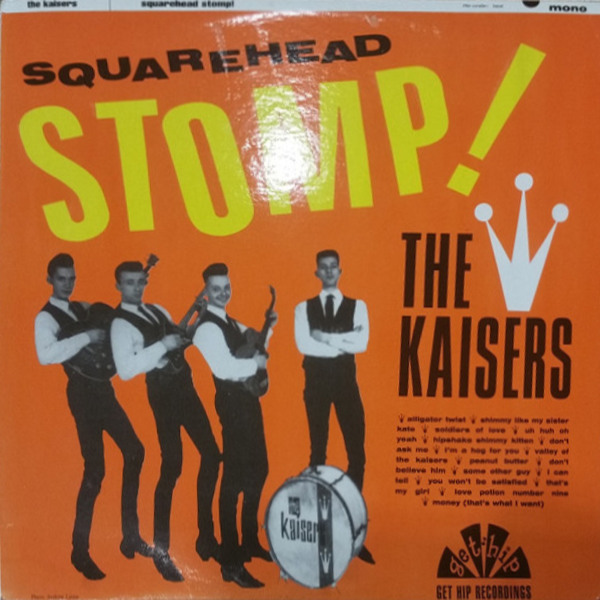 the kaisers squarehead stomp! mono
SQUAREHEAD
STOMP!
THE
KAISERS
alligator twist shimmy like my sister
kate soldiers of love uh huh oh
yeah hipshake shimmy kitten don't
ask me i'm a hog for you valley of
the kaisers peanut butter don't
believe him some other guy i can
tell you won't be satisfied that's
my girl love potion number nine
money (that's what i want)
the
Kaisers
get hip
GET HIP RECORDINGS